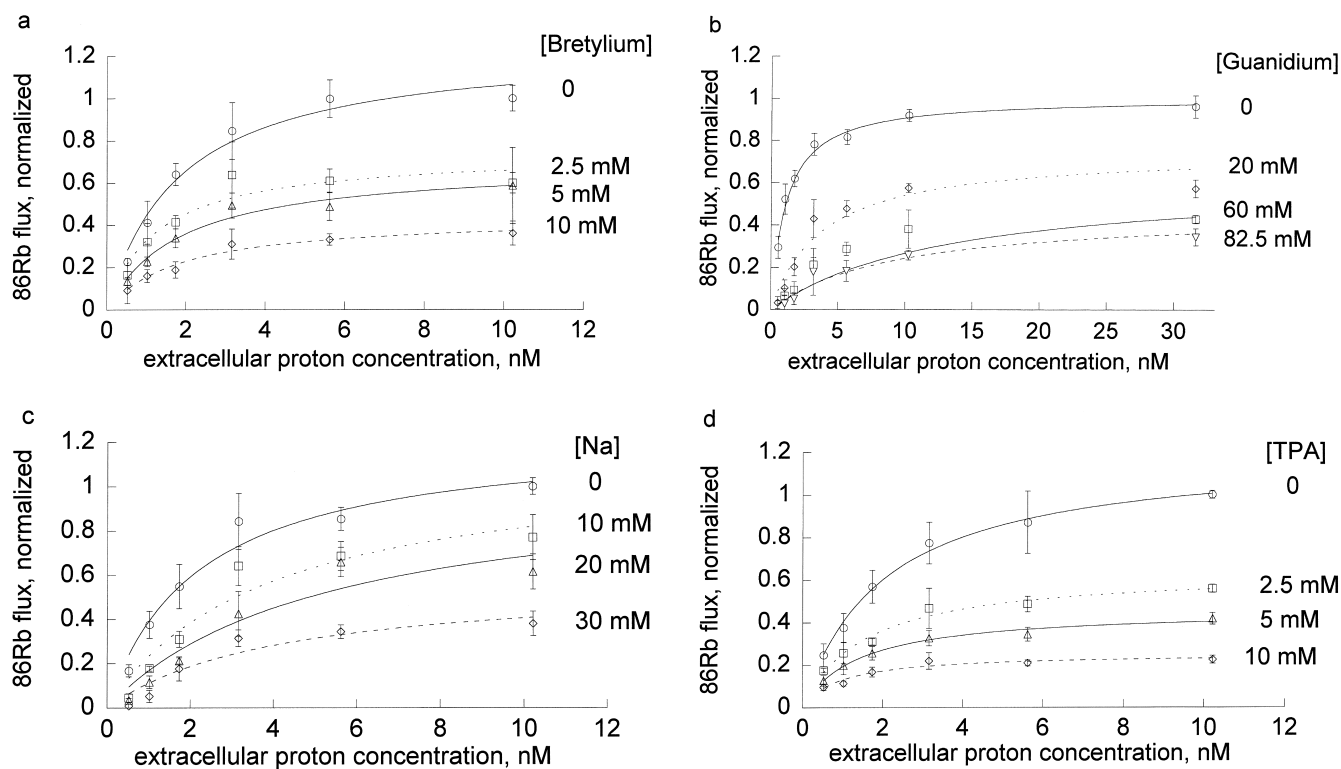 a
[Bretylium]
86Rb flux, normalized
1.2
1
0.8
0.6
0.4
0.2
0
0 2 4 6 8 10 12
extracellular proton concentration, nM
0
2.5 mM
5 mM
10 mM
b
[Guanidium]
86Rb flux, normalized
1.2
1
0.8
0.6
0.4
0.2
0
0 5 10 15 20 25 30
extracellular proton concentration, nM
0
20 mM
60 mM
82.5 mM
c
[Na]
86Rb flux, normalized
1.2
1
0.8
0.6
0.4
0.2
0
0 2 4 6 8 10 12
extracellular proton concentration, nM
0
10 mM
20 mM
30 mM
d
[TPA]
86Rb flux, normalized
1.2
1
0.8
0.6
0.4
0.2
0
0 2 4 6 8 10 12
extracellular proton concentration, nM
0
2.5 mM
5 mM
10 mM